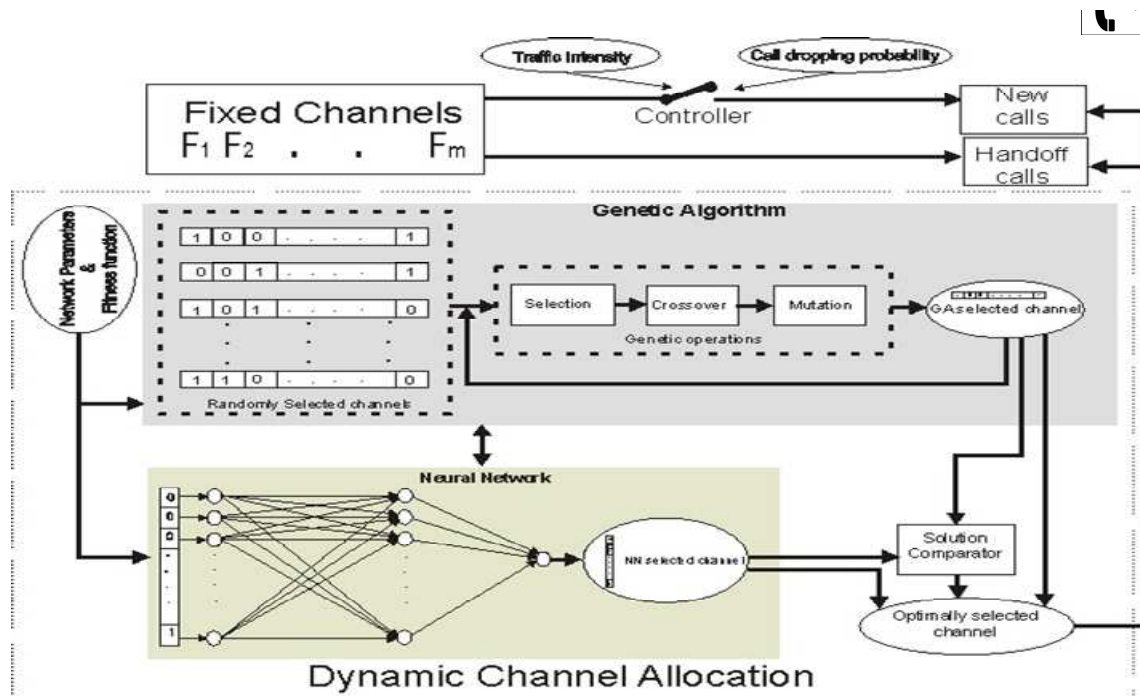 Traffic Intensity
Call dropping probability
Fixed Channels
F1 F2 . . Fm
Controller
New
calls
Handoff
calls
Genetic Algorithm
Network Parameters
&
Fitness function
1 0 0 . . . . 1
0 0 1 . . . . 1
1 0 1 . . . . 0
1 1 0 . . . . 0
Randomly Selected channels
Selection
Crossover
Mutation
Genetic operations
GA selected channel
Neural Network
0
0
0
1
NN selected channel
Solution
Comparator
Optimally selected
channel
Dynamic Channel Allocation